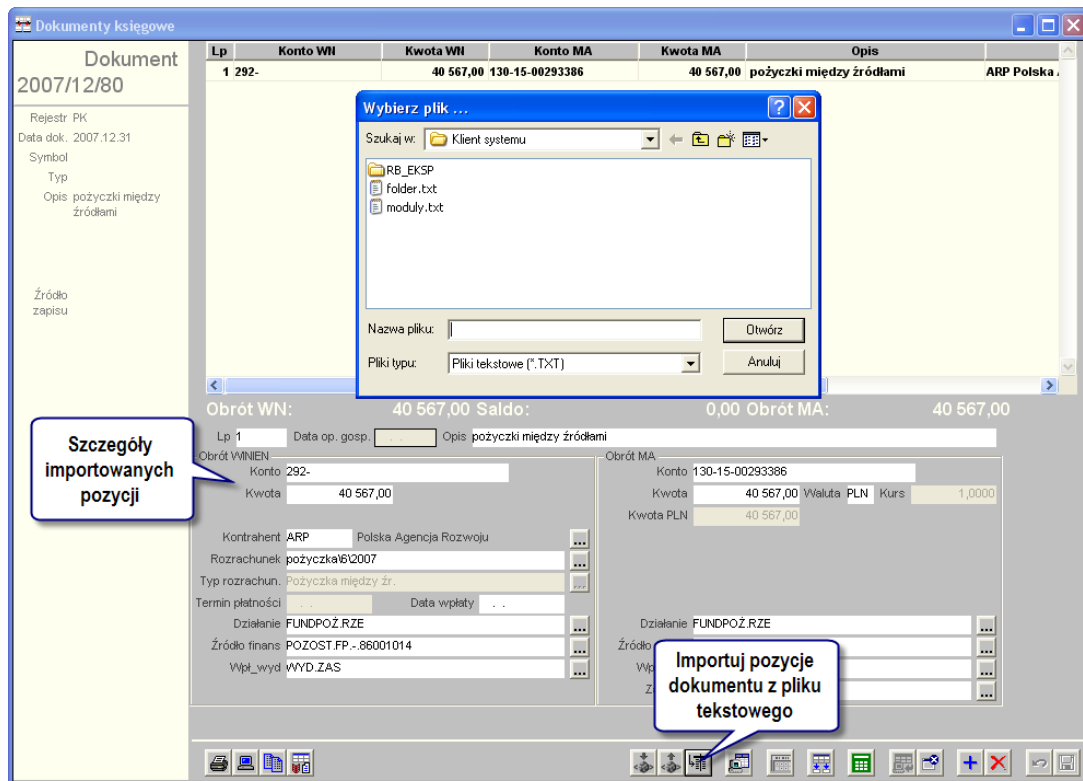 Dokumenty księgowe
Dokument
2007/12/80
Rejestr PK
Data dok. 2007.12.31
Symbol
Typ
Opis pożyczki między
źródłami
Źródło
zapisu
Lp Konto WN Kwota WN Konto MA Kwota MA Opis
1 292- 40 567,00 130-15-00293386 40 567,00 pożyczki między źródłami ARP Polska
Wybierz plik ...
Szukaj w: Klient systemu
RB_EKSP
folder.txt
moduly.txt
Nazwa pliku: Otwórz
Pliki typu: Pliki tekstowe (*.TXT) Anuluj
Obrót WN: 40 567,00 Saldo: 0,00 Obrót MA: 40 567,00
Lp 1 Data op. gosp. . . Opis pożyczki między źródłami
Obrót WINIEN
Konto 292-
Kwota 40 567,00
Kontrahent ARP Polska Agencja Rozwoju ...
Rozrachunek pożyczka\6\2007 ...
Typ rozrachun. Pożyczka między źr. ...
Termin płatności . . Data wpłaty . .
Działanie FUNDPOŻ.RZE ...
Źródło finans POZOST.FP.-.86001014 ...
Wpł_wyd WYD.ZAS ...
Obrót MA
Konto 130-15-00293386
Kwota 40 567,00 Waluta PLN Kurs 1,0000
Kwota PLN 40 567,00
Działanie FUNDPOŻ.RZE ...
Szczegóły
importowanych
pozycji
Importuj pozycje
dokumentu z pliku
tekstowego